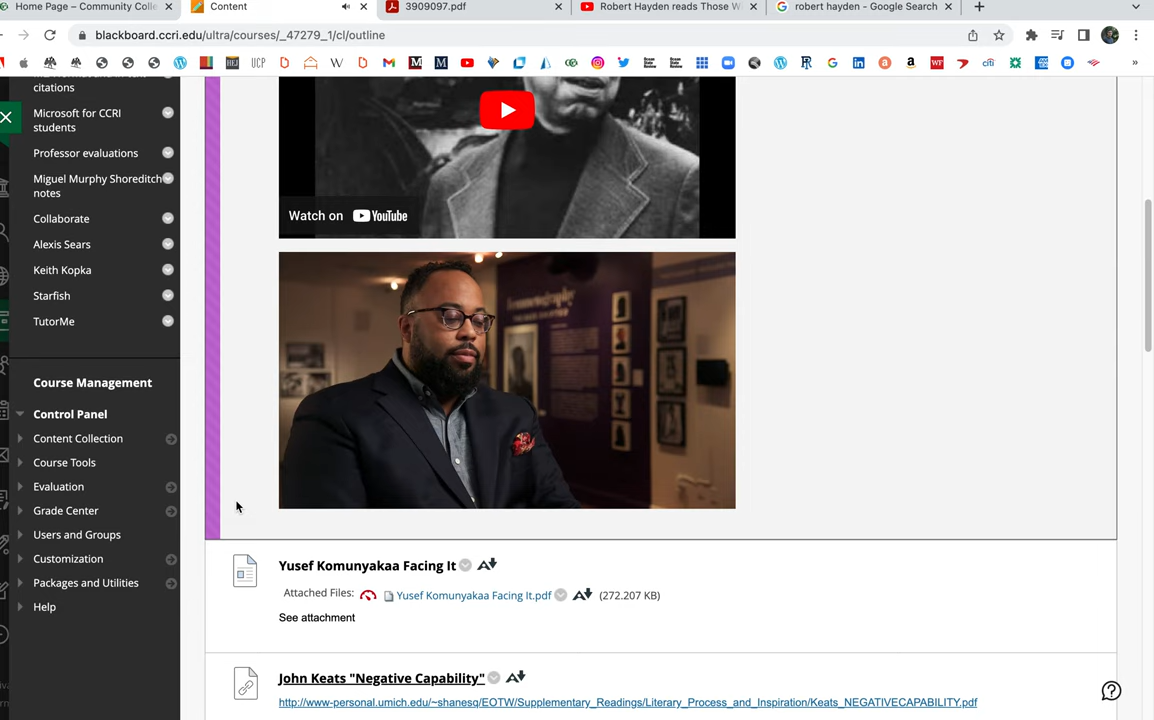 Home Page – Community Colle
Content
3909097.pdf
Robert Hayden reads Those W
robert hayden - Google Search
blackboard.ccri.edu/ultra/courses/_47279_1/cl/outline
citations
Microsoft for CCRI
students
Professor evaluations
Miguel Murphy Shoreditch
notes
Collaborate
Alexis Sears
Keith Kopka
Starfish
TutorMe
Course Management
Control Panel
Content Collection
Course Tools
Evaluation
Grade Center
Users and Groups
Customization
Packages and Utilities
Help
Watch on YouTube
Yusef Komunyakaa Facing It
Attached Files: Yusef Komunyakaa Facing It.pdf (272.207 KB)
See attachment
John Keats "Negative Capability"
http://www-personal.umich.edu/~shanesq/EOTW/Supplementary_Readings/Literary_Process_and_Inspiration/Keats_NEGATIVECAPABILITY.pdf